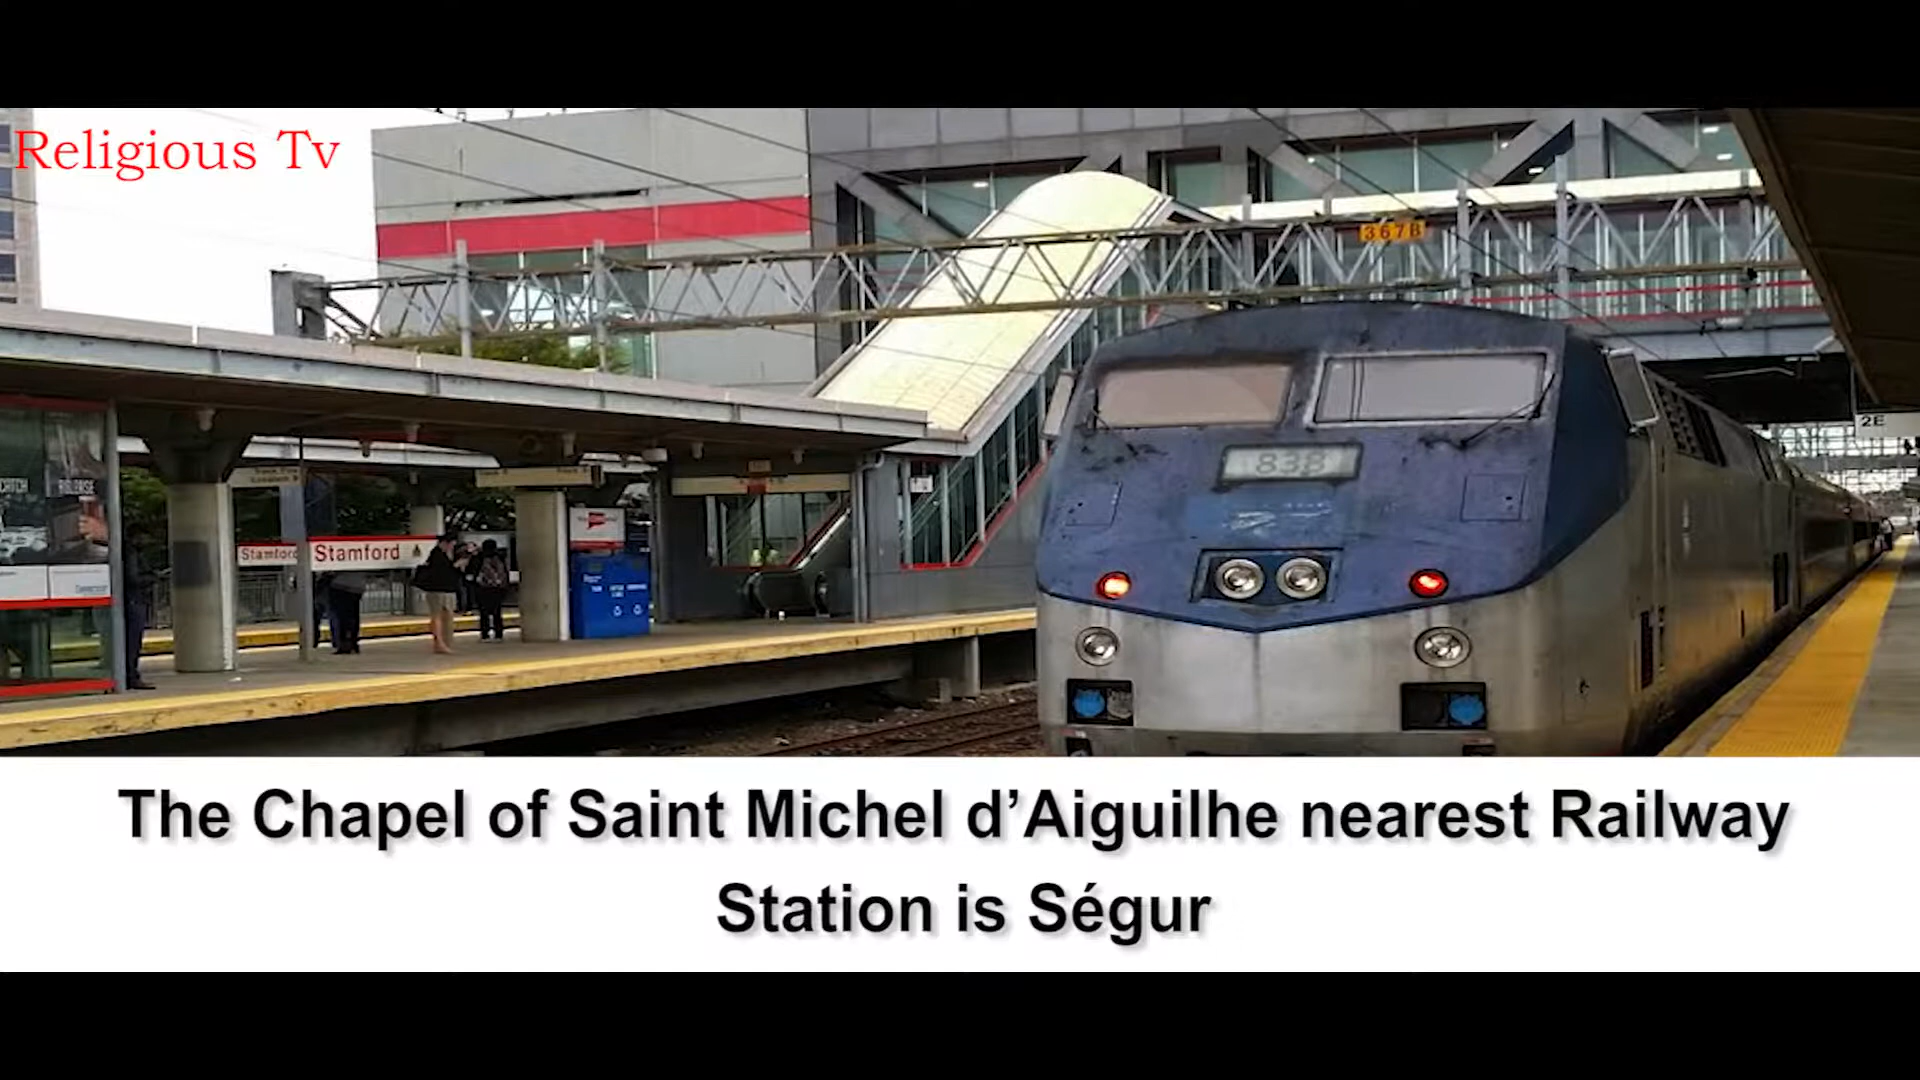 Religious Tv
367B
2E
838
Stamford
Stamford
The Chapel of Saint Michel d’Aiguilhe nearest Railway
Station is Ségur